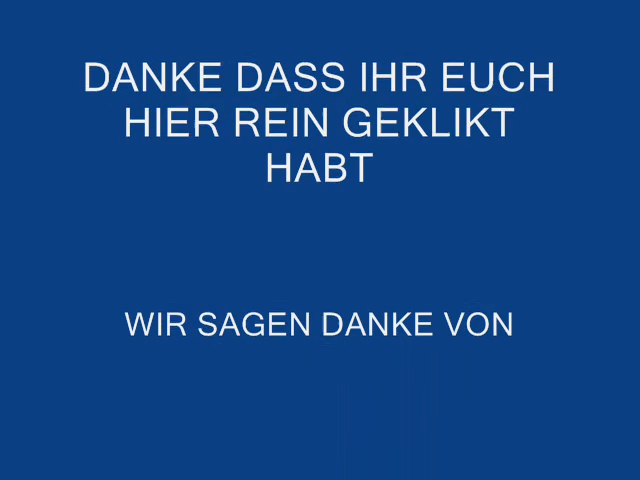 DANKE DASS IHR EUCH
HIER REIN GEKLIKT
HABT
WIR SAGEN DANKE VON